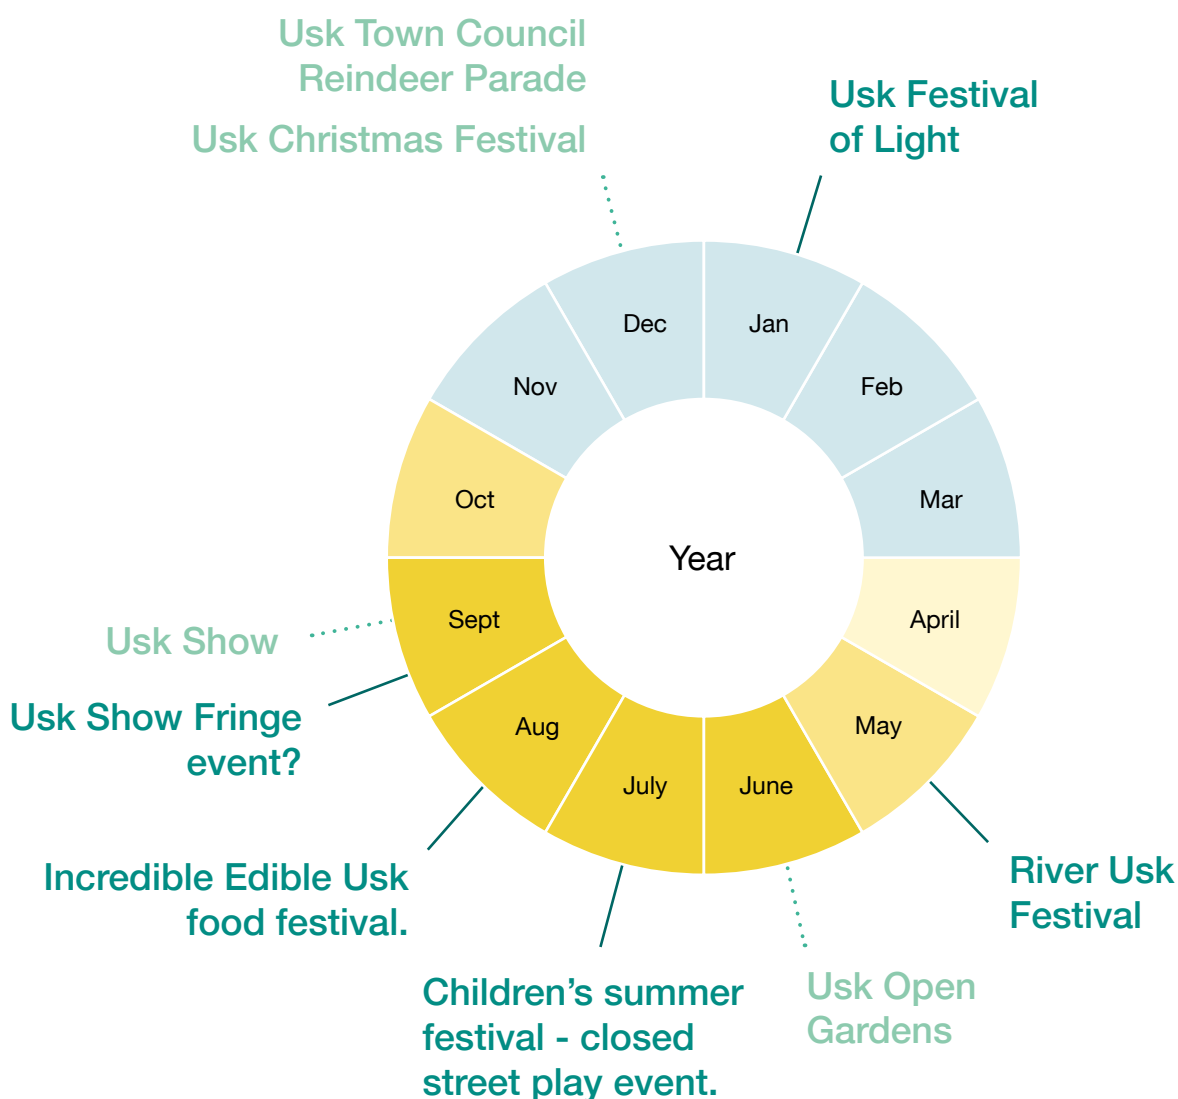 Usk Town Council
Reindeer Parade
Usk Christmas Festival
Usk Festival
of Light
Dec
Jan
Nov
Feb
Oct
Mar
Year
Sept
April
Aug
May
July
June
Usk Show
Usk Show Fringe
event?
Incredible Edible Usk
food festival.
Children’s summer
festival - closed
street play event.
Usk Open
Gardens
River Usk
Festival